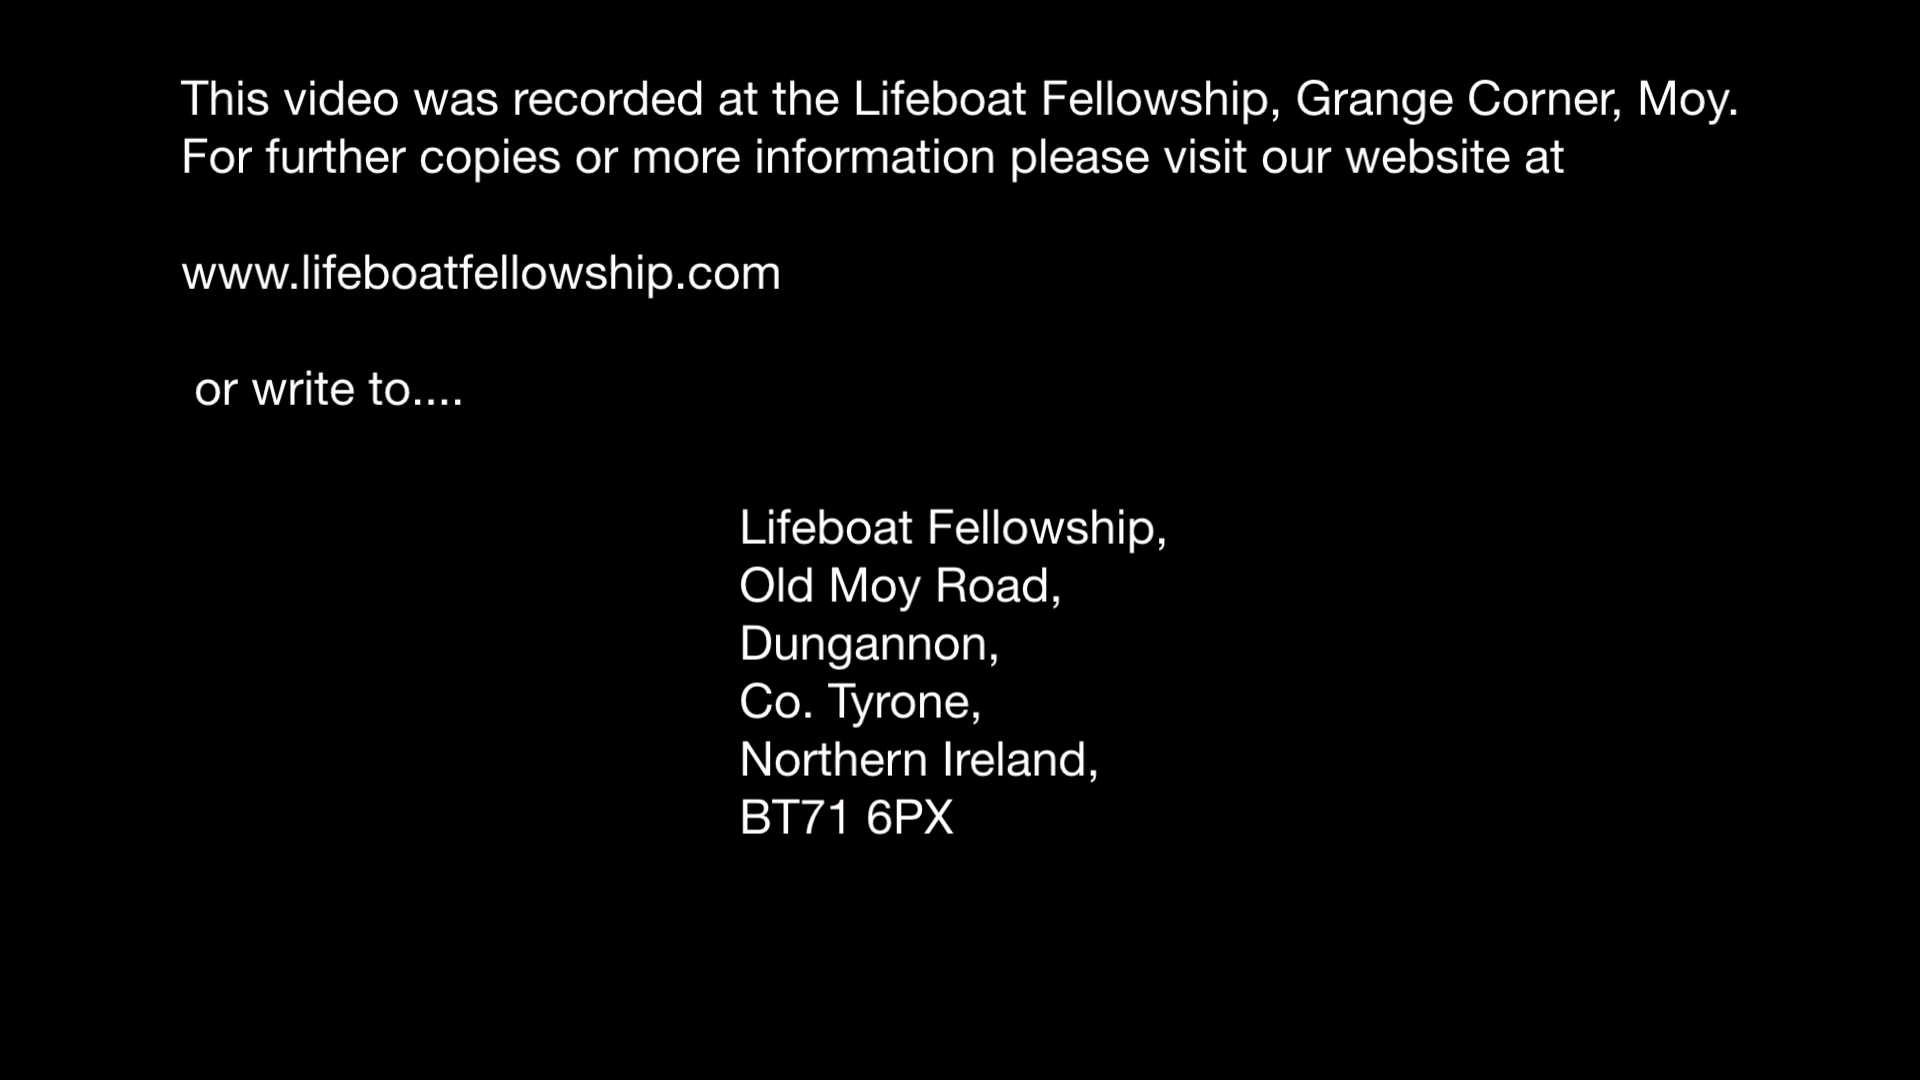 This video was recorded at the Lifeboat Fellowship, Grange Corner, Moy.
For further copies or more information please visit our website at
www.lifeboatfellowship.com
or write to....
Lifeboat Fellowship,
Old Moy Road,
Dungannon,
Co. Tyrone,
Northern Ireland,
BT71 6PX